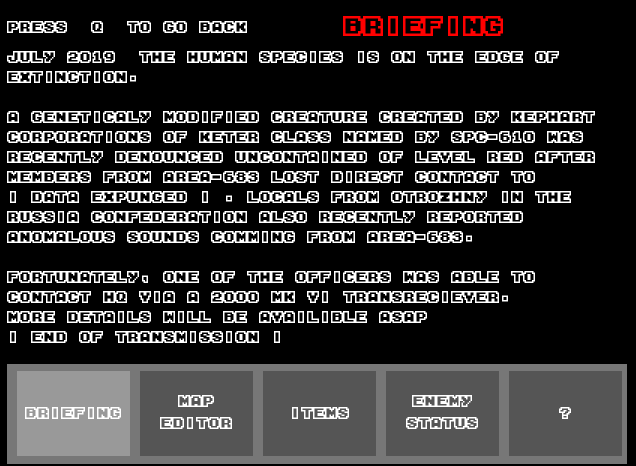 PRESS Q TO GO BACK BRIEFING
JULY 2019 THE HUMAN SPECIES IS ON THE EDGE OF
EXTINCTION.
A GENETICALY MODIFIED CREATURE CREATED BY KEPHART
CORPORATIONS OF KETER CLASS NAMED BY SPC-610 WAS
RECENTLY DENOUNCED UNCONTAINED OF LEVEL RED AFTER
MEMBERS FROM AREA-683 LOST DIRECT CONTACT TO
| DATA EXPUNGED | . LOCALS FROM OTROZHNY IN THE
RUSSIA CONFEDERATION ALSO RECENTLY REPORTED
ANOMALOUS SOUNDS COMMING FROM AREA-683.
FORTUNATELY, ONE OF THE OFFICERS WAS ABLE TO
CONTACT HQ VIA A 2000 MK VI TRANSRECIEVER.
MORE DETAILS WILL BE AVAILIBLE ASAP
| END OF TRANSMISSION |
BRIEFING
MAP
EDITOR
ITEMS
ENEMY
STATUS
?